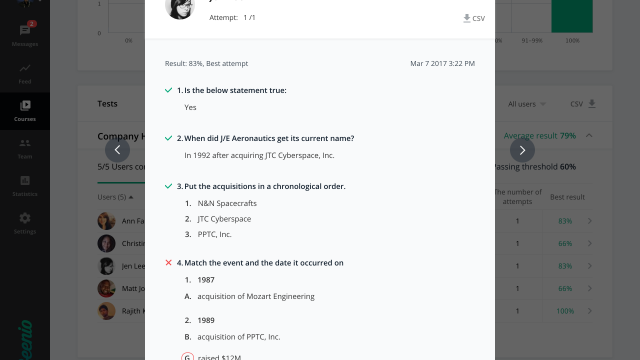 Attempt: 1 /1
CSV
1
0
0%
91-99%
100%
2
Messages
Feed
Courses
Team
Statistics
Settings
Result: 83%, Best attempt
Mar 7 2017 3:22 PM
1. Is the below statement true:
Yes
2. When did J/E Aeronautics get its current name?
In 1992 after acquiring JTC Cyberspace, Inc.
3. Put the acquisitions in a chronological order.
1. N&N Spacecrafts
2. JTC Cyberspace
3. PPTC, Inc.
4. Match the event and the date it occurred on
1. 1987
A. acquisition of Mozart Engineering
2. 1989
B. acquisition of PPTC, Inc.
G raised $12M
Tests
All users
CSV
Company
Average result 79%
5/5 Users
Passing threshold 60%
Users (5)
The number of
attempts
Best result
Ann
1
83%
1
66%
Jen Lee
1
83%
Matt
1
66%
Rajith
1
100%
eenio